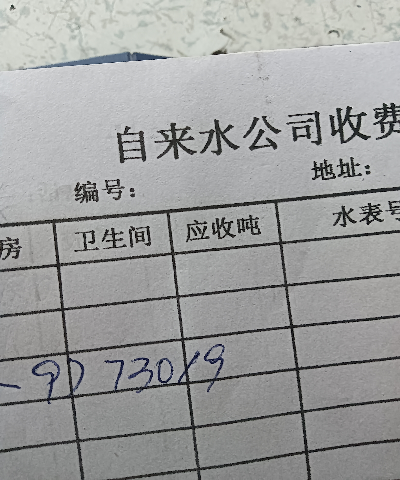 自来水公司收费
编号： 地址：
房 卫生间 应收吨 水表号
73019